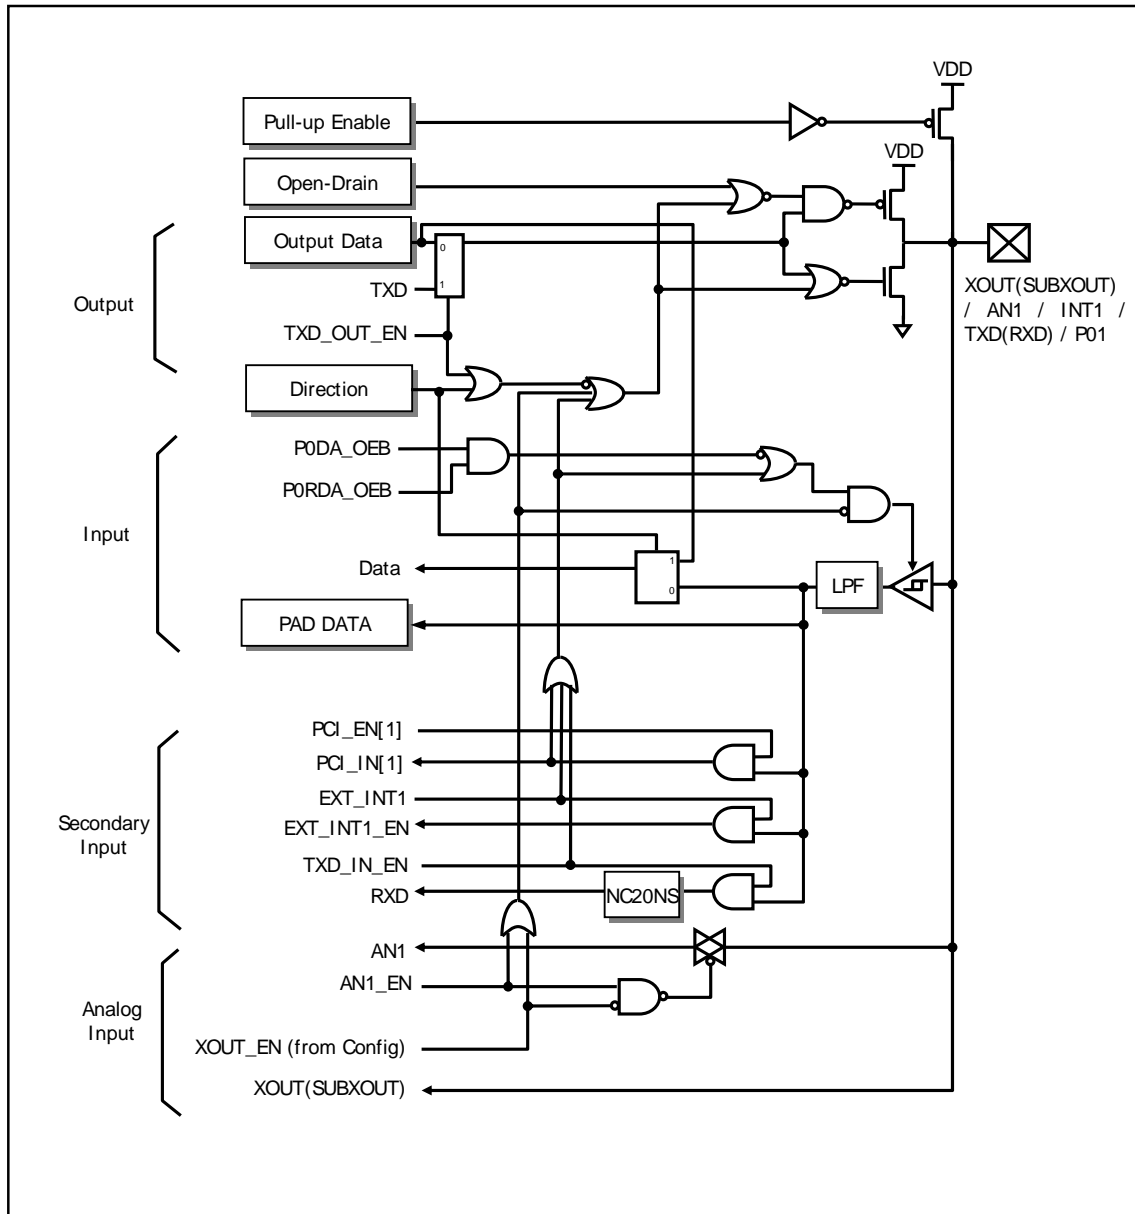 VDD
Pull-up Enable
VDD
Open-Drain
Output Data
0
1
TXD
Output
TXD_OUT_EN
XOUT(SUBXOUT)
/ AN1 / INT1 /
TXD(RXD) / P01
Direction
P0DA_OEB
P0RDA_OEB
Input
Data
1
0
LPF
PAD DATA
PCI_EN[1]
PCI_IN[1]
EXT_INT1
Secondary
Input
EXT_INT1_EN
TXD_IN_EN
RXD
NC20NS
AN1
AN1_EN
Analog
Input
XOUT_EN (from Config)
XOUT(SUBXOUT)